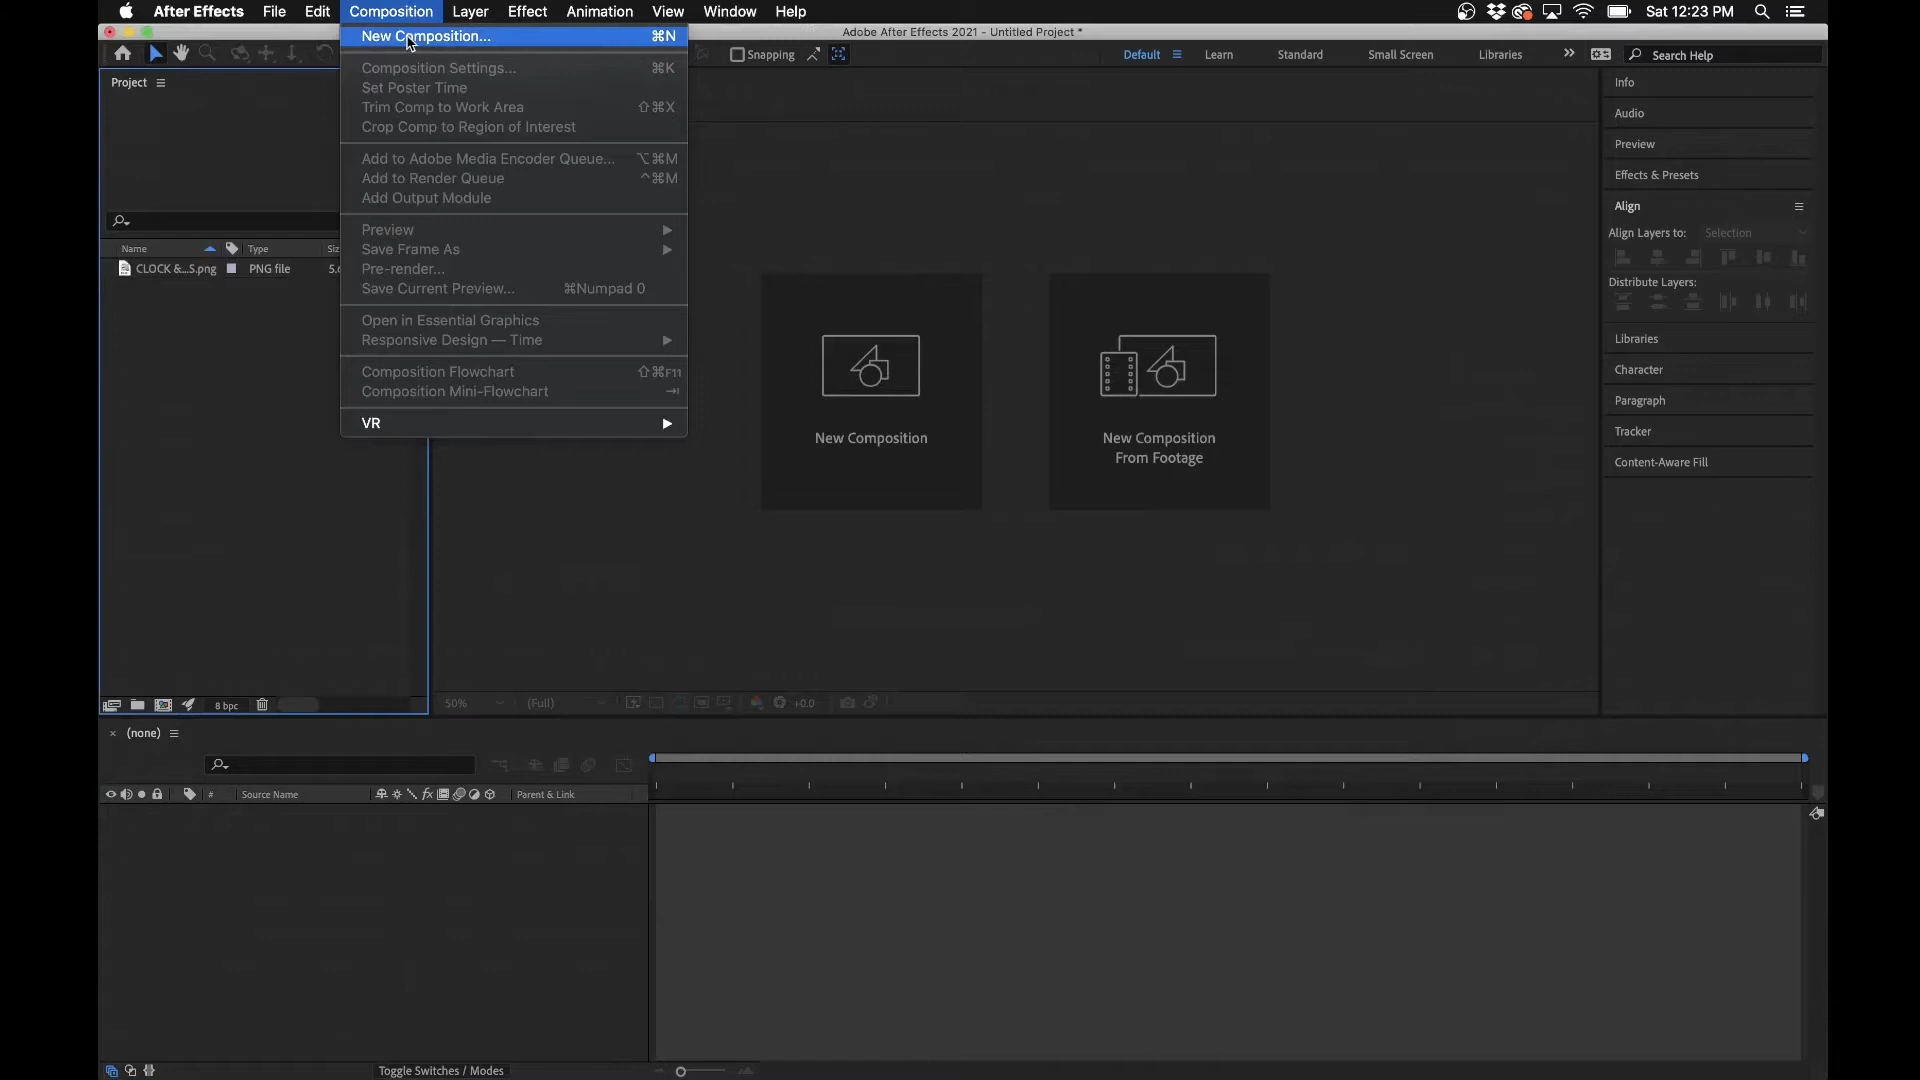 After Effects File Edit Composition Layer Effect Animation View Window Help Sat 12:23 PM
Adobe After Effects 2021 - Untitled Project *
New Composition... ⌘N
Snapping Default Learn Standard Small Screen Libraries Search Help
Composition Settings... ⌘K
Set Poster Time
Trim Comp to Work Area ⇧⌘X
Crop Comp to Region of Interest
Add to Adobe Media Encoder Queue... ⌥⌘M
Add to Render Queue ^⌘M
Add Output Module
Preview
Save Frame As
Pre-render...
Save Current Preview... ⌘Numpad 0
Open in Essential Graphics
Responsive Design — Time
Composition Flowchart ⇧⌘F11
Composition Mini-Flowchart
VR
Project
Name Type Siz
CLOCK &...S.png PNG file 5.
8 bpc
New Composition
New Composition
From Footage
50% (Full) +0.0
Info
Audio
Preview
Effects & Presets
Align
Align Layers to: Selection
Distribute Layers:
Libraries
Character
Paragraph
Tracker
Content-Aware Fill
(none)
# Source Name fx Parent & Link
Toggle Switches / Modes